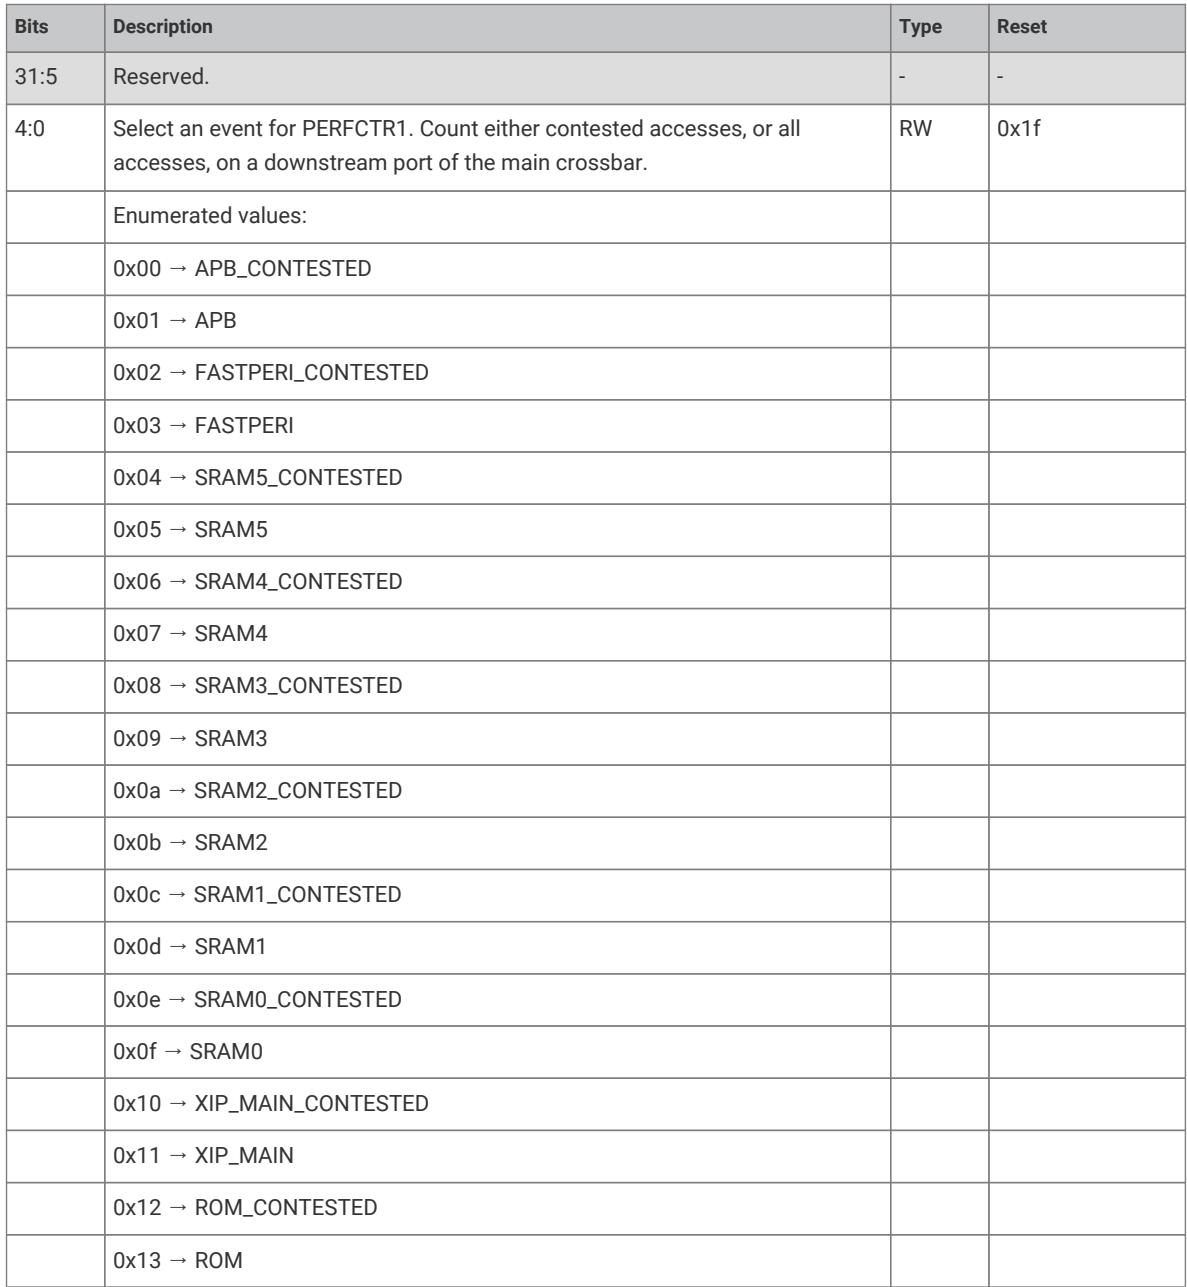 Bits Description Type Reset
31:5 Reserved. - -
4:0 Select an event for PERFCTR1. Count either contested accesses, or all RW 0x1f
accesses, on a downstream port of the main crossbar.
Enumerated values:
0x00 → APB_CONTESTED
0x01 → APB
0x02 → FASTPERI_CONTESTED
0x03 → FASTPERI
0x04 → SRAM5_CONTESTED
0x05 → SRAM5
0x06 → SRAM4_CONTESTED
0x07 → SRAM4
0x08 → SRAM3_CONTESTED
0x09 → SRAM3
0x0a → SRAM2_CONTESTED
0x0b → SRAM2
0x0c → SRAM1_CONTESTED
0x0d → SRAM1
0x0e → SRAM0_CONTESTED
0x0f → SRAM0
0x10 → XIP_MAIN_CONTESTED
0x11 → XIP_MAIN
0x12 → ROM_CONTESTED
0x13 → ROM